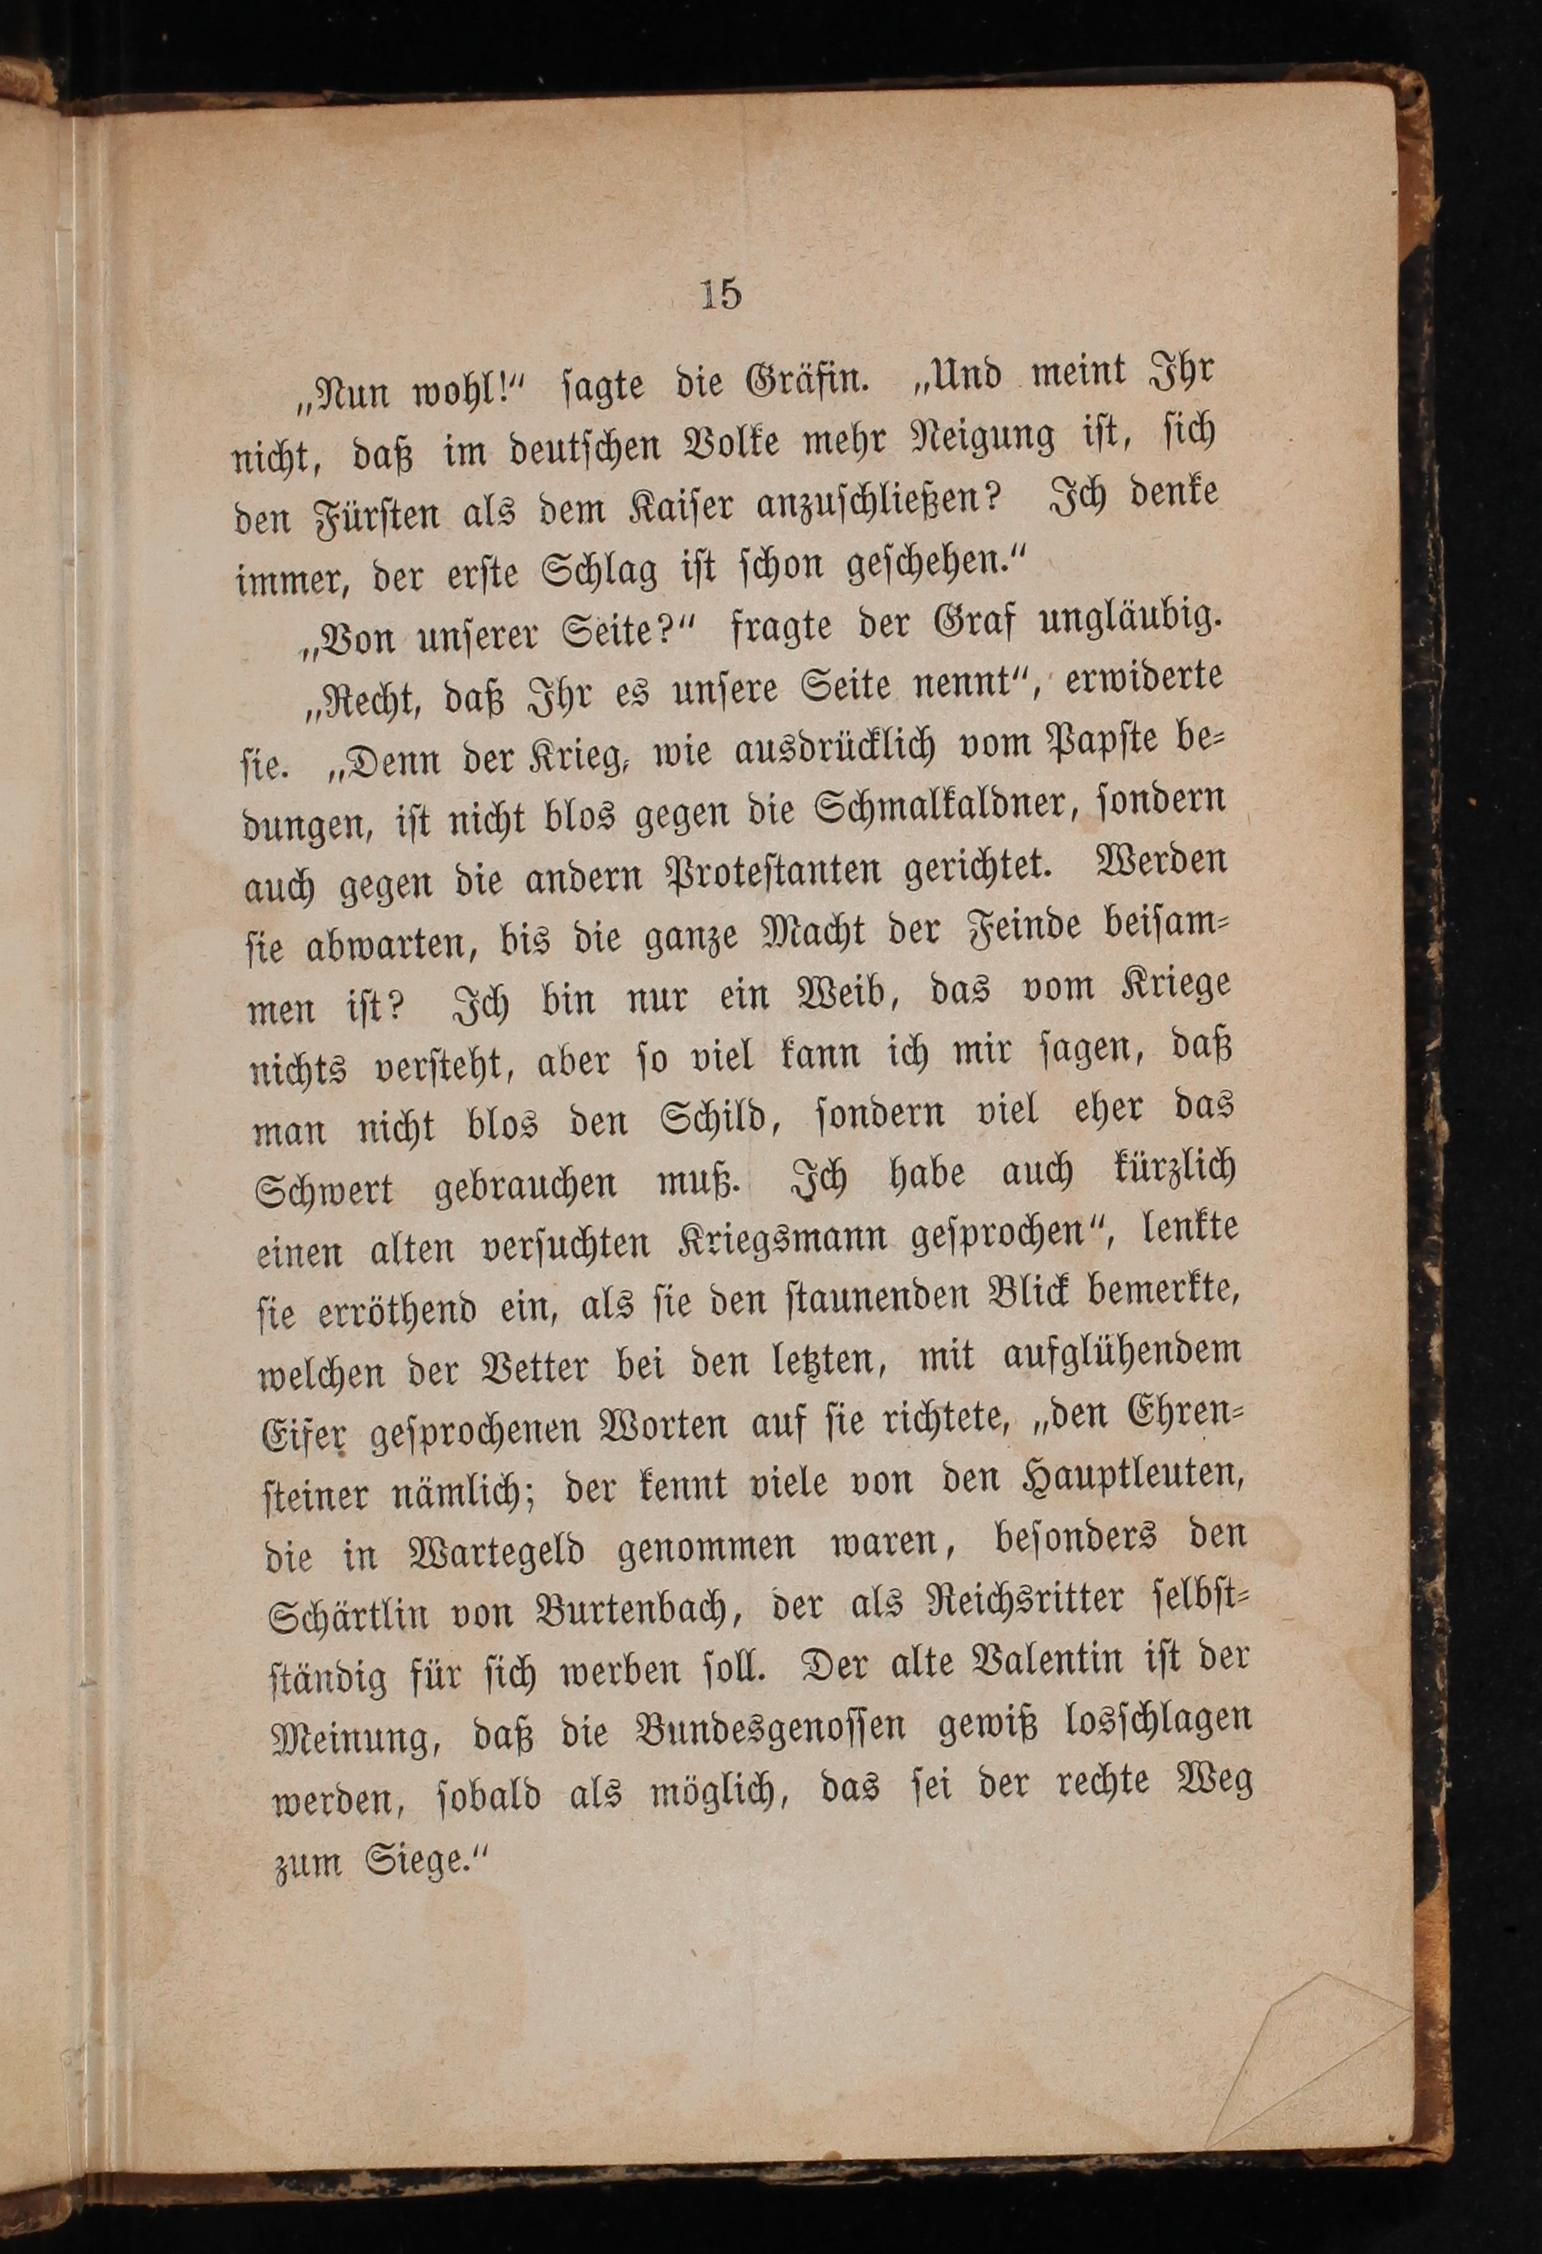 15
„Nun wohl!“ sagte die Gräfin. „Und meint Ihr
nicht, daß im deutschen Volke mehr Neigung ist, sich
den Fürsten als dem Kaiser anzuschließen? Ich denke
immer, der erste Schlag ist schon geschehen.“
„Von unserer Seite?“ fragte der Graf ungläubig.
„Recht, daß Ihr es unsere Seite nennt“, erwiderte
sie. „Denn der Krieg, wie ausdrücklich vom Papste be-
dungen, ist nicht blos gegen die Schmalkaldner, sondern
auch gegen die andern Protestanten gerichtet. Werden
sie abwarten, bis die ganze Macht der Feinde beisam-
men ist? Ich bin nur ein Weib, das vom Kriege
nichts versteht, aber so viel kann ich mir sagen, daß
man nicht blos den Schild, sondern viel eher das
Schwert gebrauchen muß. Ich habe auch kürzlich
einen alten versuchten Kriegsmann gesprochen“, lenkte
sie erröthend ein, als sie den staunenden Blick bemerkte,
welchen der Vetter bei den letzten, mit aufglühendem
Eifer gesprochenen Worten auf sie richtete, „den Ehren-
steiner nämlich; der kennt viele von den Hauptleuten,
die in Wartegeld genommen waren, besonders den
Schärtlin von Burtenbach, der als Reichsritter selbst-
ständig für sich werben soll. Der alte Valentin ist der
Meinung, daß die Bundesgenossen gewiß losschlagen
werden, sobald als möglich, das sei der rechte Weg
zum Siege.“